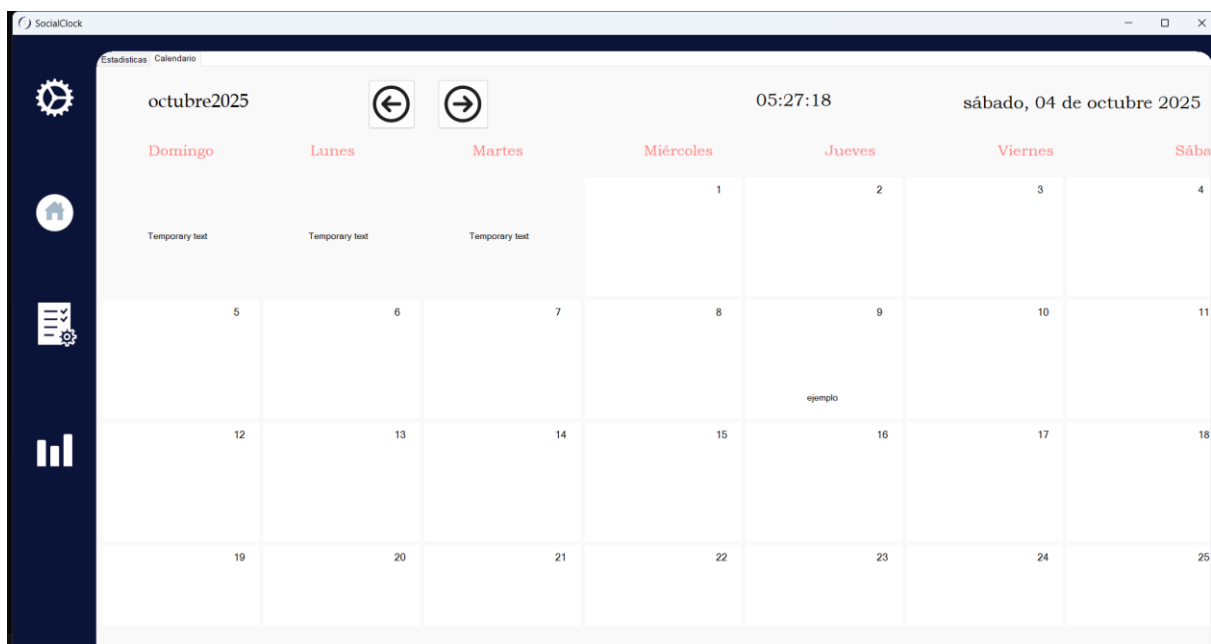 SocialClock
Estadisticas Calendario
octubre2025 05:27:18 sábado, 04 de octubre 2025
Domingo Lunes Martes Miércoles Jueves Viernes Sába
1 2 3 4
Temporary text Temporary text Temporary text
5 6 7 8 9 10 11
ejemplo
12 13 14 15 16 17 18
19 20 21 22 23 24 25